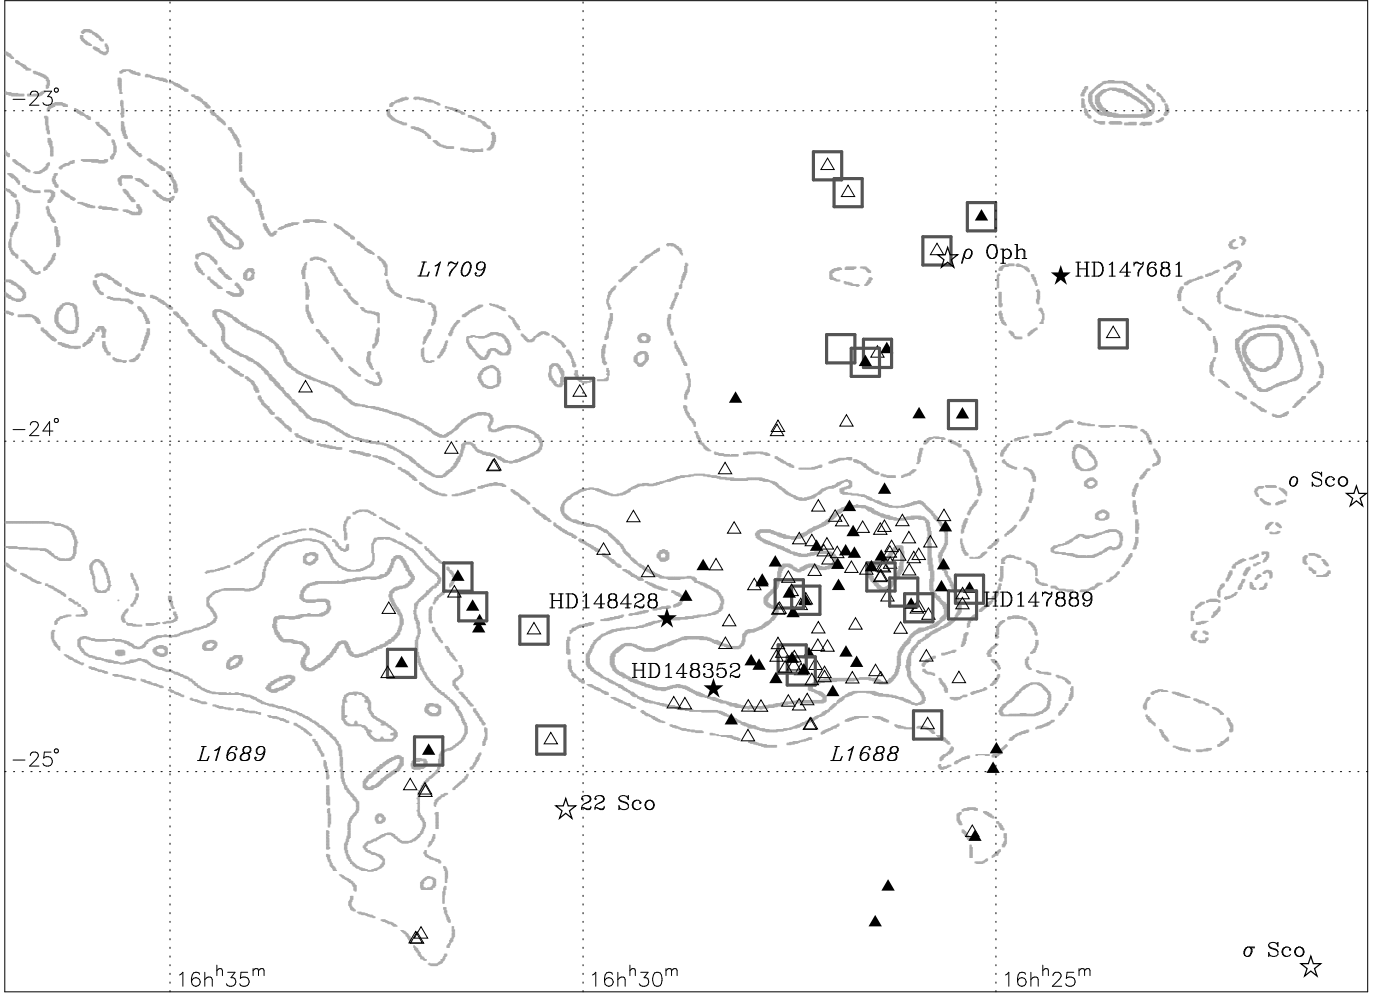 −23°
ρ Oph
L1709
HD147681
−24°
ο Sco
HD148428
HD147889
HD148352
L1689
L1688
−25°
22 Sco
σ Sco
16ʰ35ᵐ
16ʰ30ᵐ
16ʰ25ᵐ